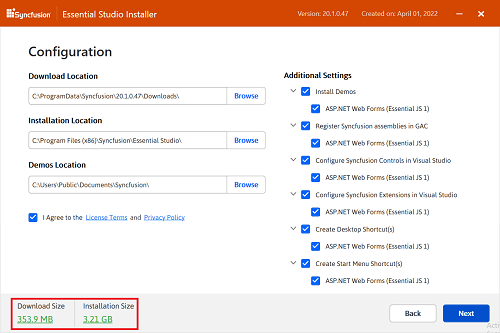 Syncfusion Essential Studio Installer Version: 20.1.0.47 Created on: April 01, 2022
Configuration
Download Location
C:\ProgramData\Syncfusion\20.1.0.47\Downloads\ Browse
Installation Location
C:\Program Files (x86)\Syncfusion\Essential Studio\ Browse
Demos Location
C:\Users\Public\Documents\Syncfusion\ Browse
I Agree to the License Terms and Privacy Policy
Additional Settings
Install Demos
ASP.NET Web Forms (Essential JS 1)
Register Syncfusion assemblies in GAC
ASP.NET Web Forms (Essential JS 1)
Configure Syncfusion Controls in Visual Studio
ASP.NET Web Forms (Essential JS 1)
Configure Syncfusion Extensions in Visual Studio
ASP.NET Web Forms (Essential JS 1)
Create Desktop Shortcut(s)
ASP.NET Web Forms (Essential JS 1)
Create Start Menu Shortcut(s)
ASP.NET Web Forms (Essential JS 1)
Download Size Installation Size
353.9 MB 3.21 GB
Back Next